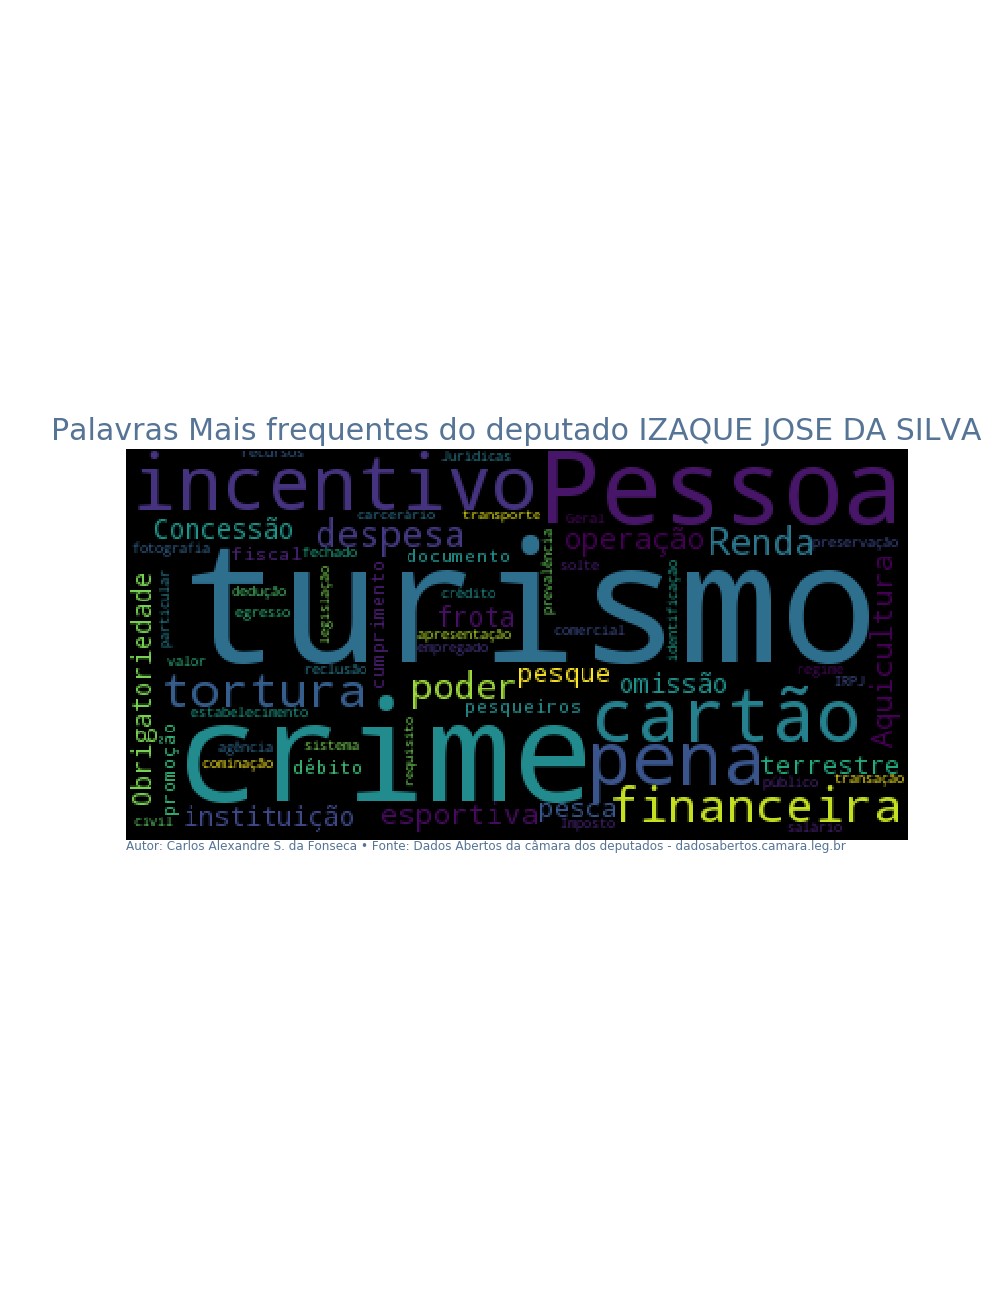 Palavras Mais frequentes do deputado IZAQUE JOSE DA SILVA
recursos
Jurídicas
incentivo
Pessoa
carcerário
transporte
Geral
Concessão
despesa
operação
Renda
preservação
fotografia
fiscal
fechado
documento
prevalência
solte
turismo
particular
dedução
egresso
legislação
cumprimento
crédito
frota
apresentação
empregado
comercial
identificação
Aquicultura
Obrigatoriedade
valor
reclusão
pesque
regime
IRPJ
tortura
poder
omissão
pesqueiros
estabelecimento
cartão
crime
requisito
promoção
agência
sistema
cominação
débito
pena
terrestre
público
transação
civil
instituição
esportiva
pesca
Imposto
financeira
salário
Autor: Carlos Alexandre S. da Fonseca • Fonte: Dados Abertos da câmara dos deputados - dadosabertos.camara.leg.br